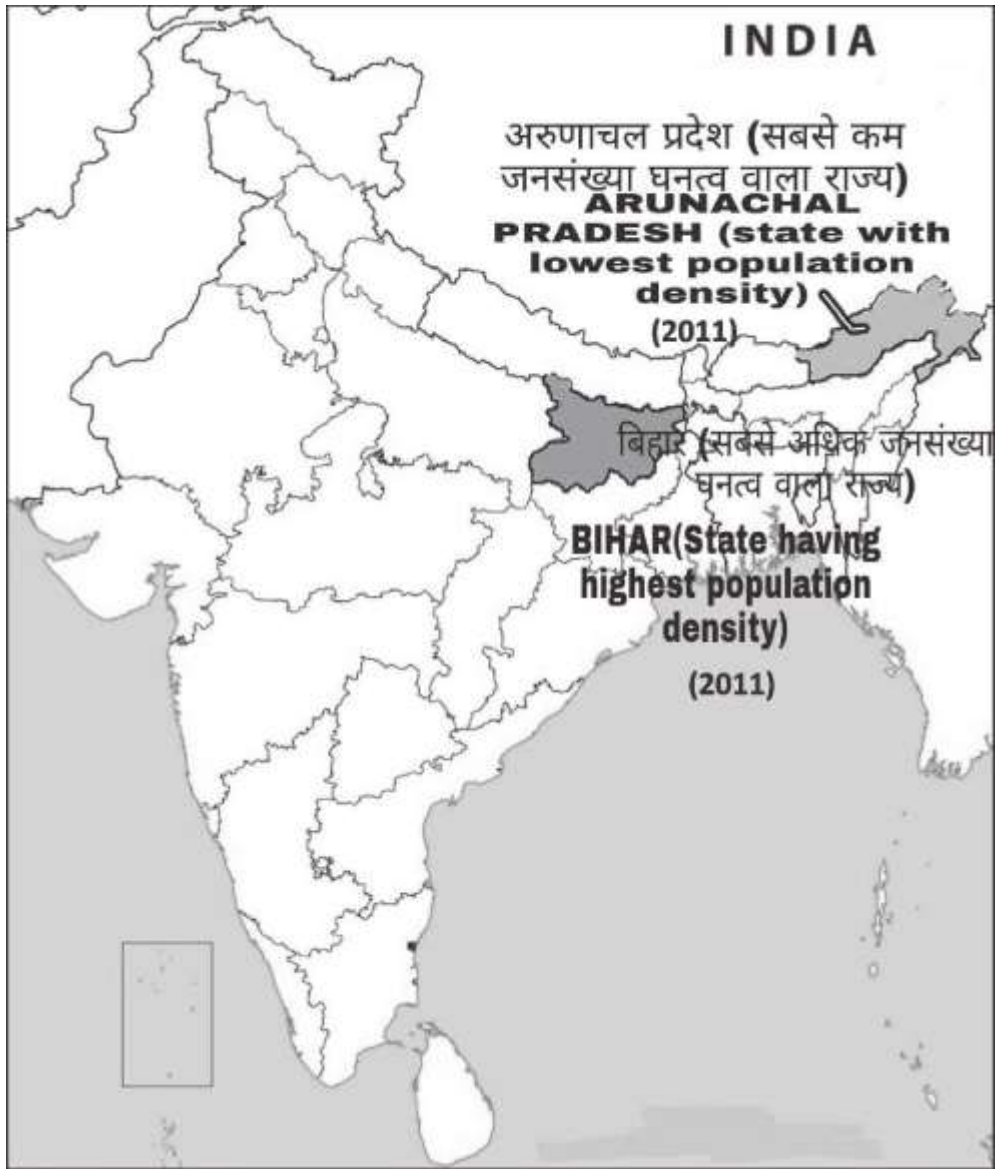 INDIA
अरुणाचल प्रदेश (सबसे कम
जनसंख्या घनत्व वाला राज्य)
ARUNACHAL
PRADESH (state with
lowest population
density)
(2011)
बिहार (सबसे अधिक जनसंख्या
घनत्व वाला राज्य)
BIHAR(State having
highest population
density)
(2011)